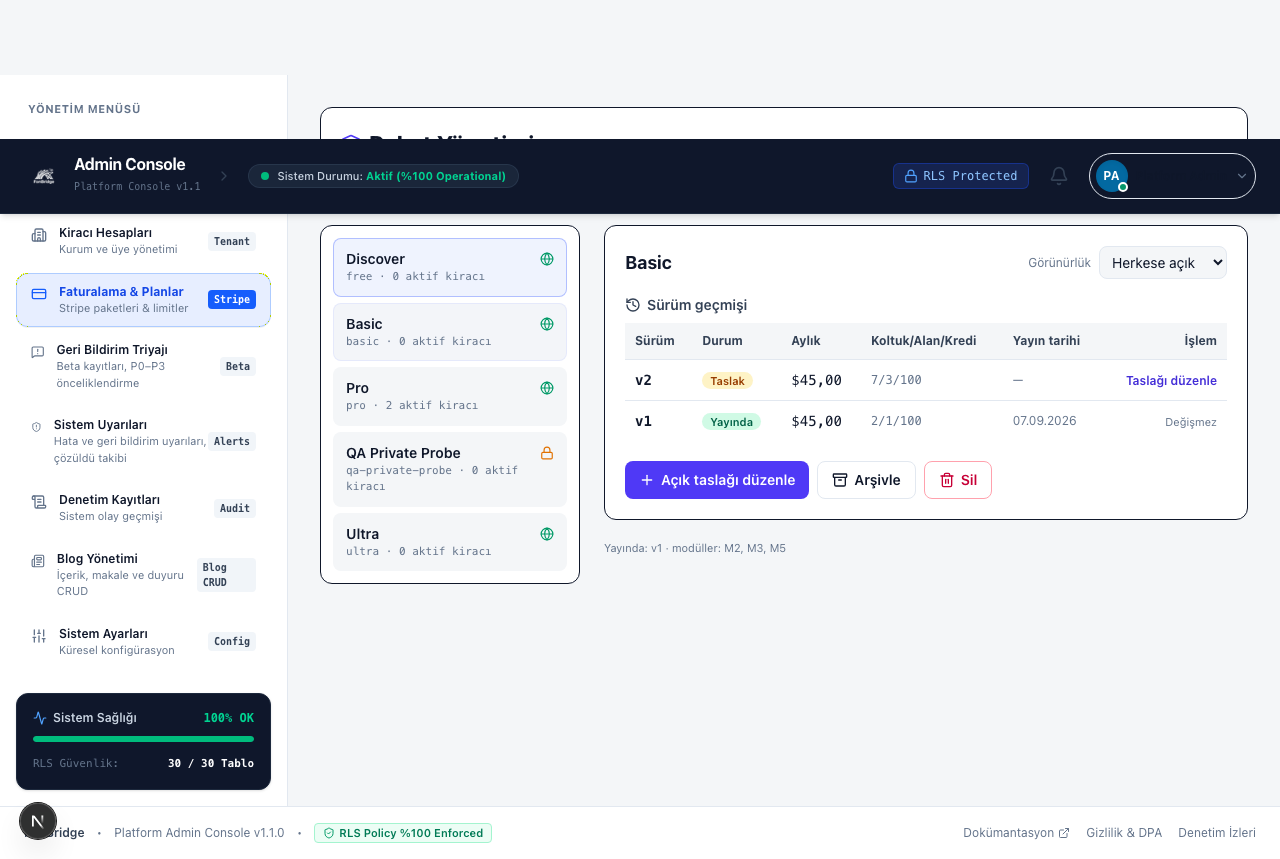 YÖNETİM MENÜSÜ
Admin Console
Platform Console v1.1
Sistem Durumu: Aktif (%100 Operational)
RLS Protected
PA
Kiracı Hesapları
Kurum ve üye yönetimi
Tenant
Faturalama & Planlar
Stripe paketleri & limitler
Stripe
Geri Bildirim Triyajı
Beta kayıtları, P0–P3
önceliklendirme
Beta
Sistem Uyarıları
Hata ve geri bildirim uyarıları,
çözüldü takibi
Alerts
Denetim Kayıtları
Sistem olay geçmişi
Audit
Blog Yönetimi
İçerik, makale ve duyuru
CRUD
Blog
CRUD
Sistem Ayarları
Küresel konfigürasyon
Config
Sistem Sağlığı
100% OK
RLS Güvenlik:
30 / 30 Tablo
Discover
free · 0 aktif kiracı
Basic
basic · 0 aktif kiracı
Pro
pro · 2 aktif kiracı
QA Private Probe
qa-private-probe · 0 aktif
kiracı
Ultra
ultra · 0 aktif kiracı
Basic
Görünürlük
Herkese açık
Sürüm geçmişi
Sürüm Durum Aylık Koltuk/Alan/Kredi Yayın tarihi İşlem
v2 Taslak $45,00 7/3/100 — Taslağı düzenle
v1 Yayında $45,00 2/1/100 07.09.2026 Değişmez
Açık taslağı düzenle
Arşivle
Sil
Yayında: v1 · modüller: M2, M3, M5
N
ridge • Platform Admin Console v1.1.0 • RLS Policy %100 Enforced
Dokümantasyon
Gizlilik & DPA
Denetim İzleri